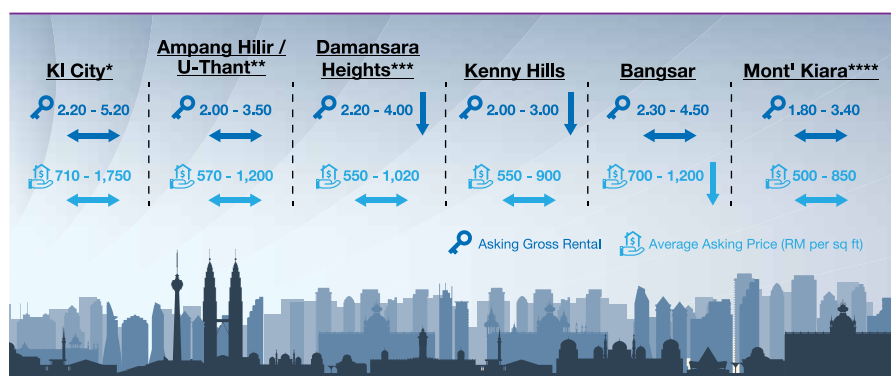 Kl City*
2.20 - 5.20
710 - 1,750
Ampang Hilir /
U-Thant**
2.00 - 3.50
570 - 1,200
Damansara
Heights***
2.20 - 4.00
550 - 1,020
Kenny Hills
2.00 - 3.00
550 - 900
Bangsar
2.30 - 4.50
700 - 1,200
Mont' Kiara****
1.80 - 3.40
500 - 850
Asking Gross Rental
Average Asking Price (RM per sq ft)